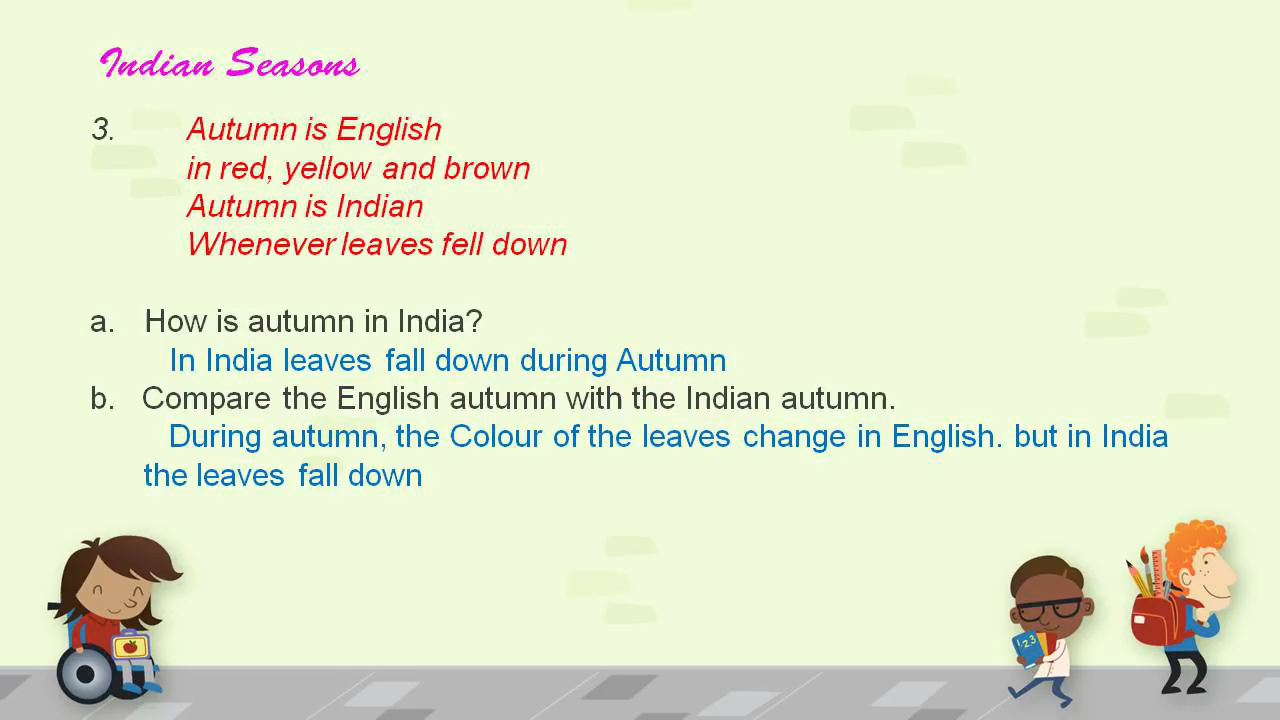 Indian Seasons
3. Autumn is English
in red, yellow and brown
Autumn is Indian
Whenever leaves fell down
a. How is autumn in India?
In India leaves fall down during Autumn
b. Compare the English autumn with the Indian autumn.
During autumn, the Colour of the leaves change in English. but in India
the leaves fall down
123